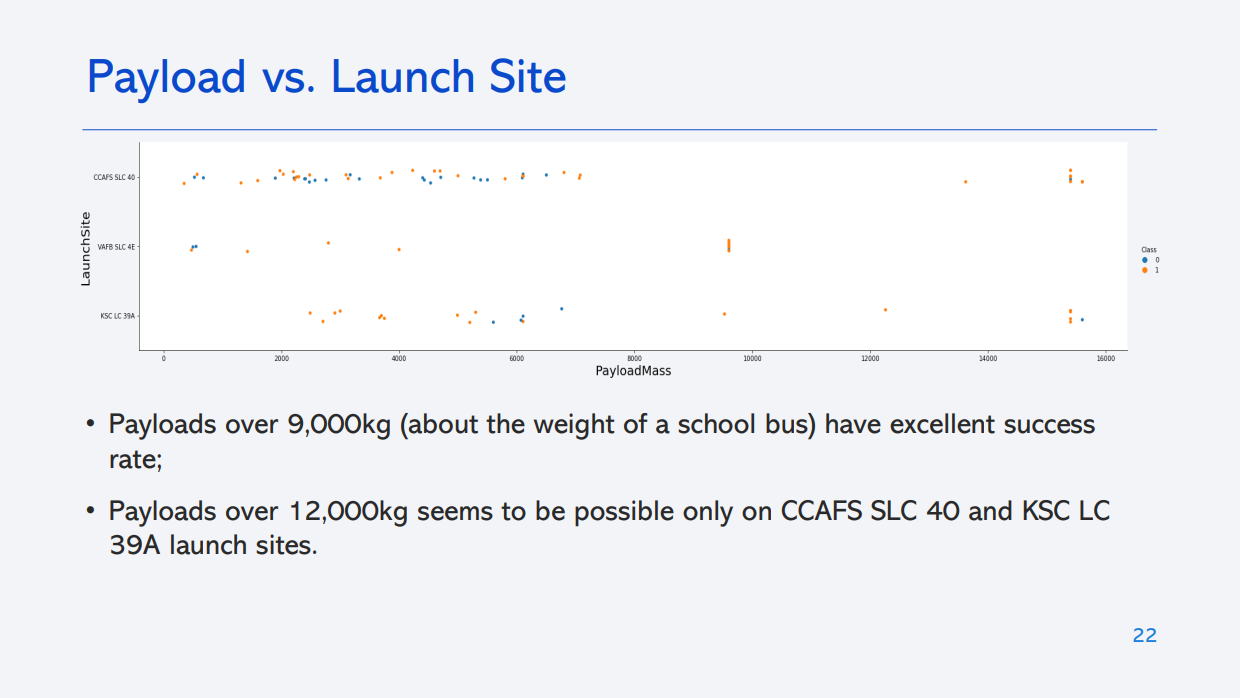 Payload vs. Launch Site
LaunchSite
CCAFS SLC 40
VAFB SLC 4E
KSC LC 39A
0 2000 4000 6000 8000 10000 12000 14000 16000
PayloadMass
Class
0
1
• Payloads over 9,000kg (about the weight of a school bus) have excellent success
rate;
• Payloads over 12,000kg seems to be possible only on CCAFS SLC 40 and KSC LC
39A launch sites.
22